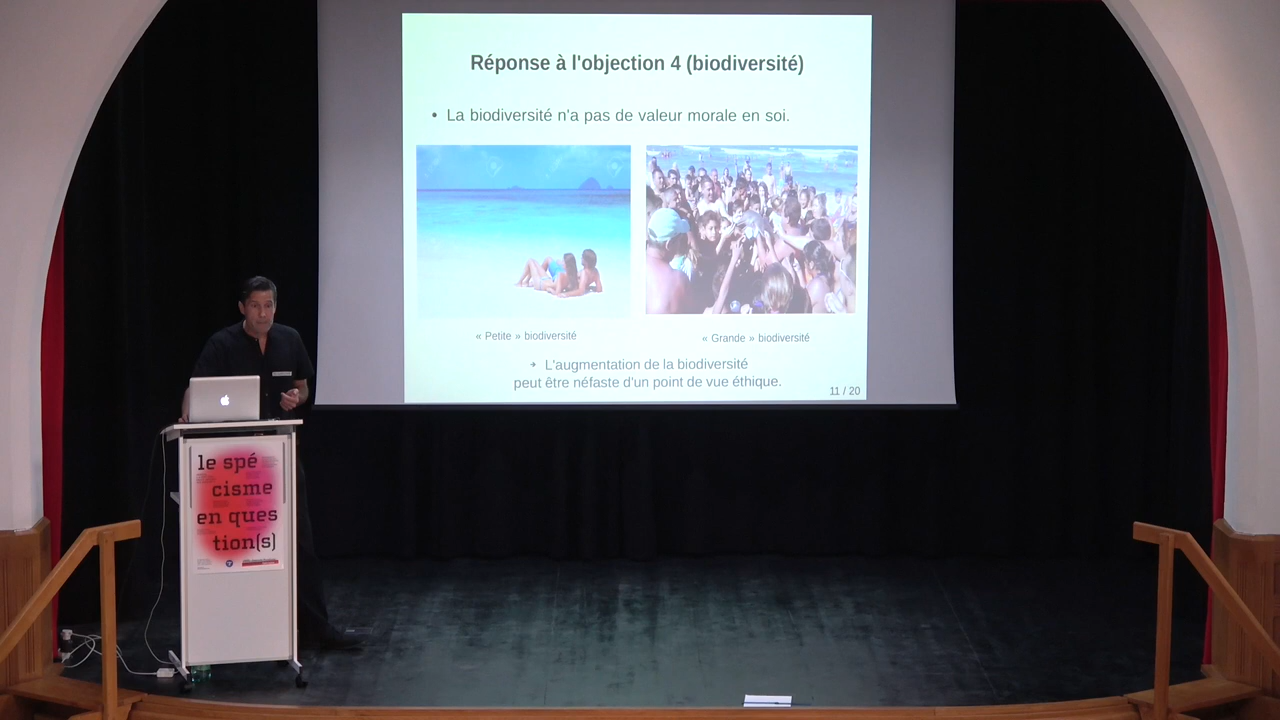 Réponse à l'objection 4 (biodiversité)
• La biodiversité n'a pas de valeur morale en soi.
« Petite » biodiversité
« Grande » biodiversité
→ L'augmentation de la biodiversité
peut être néfaste d'un point de vue éthique.
11 / 20
le spé
cisme
en ques
tion(s)